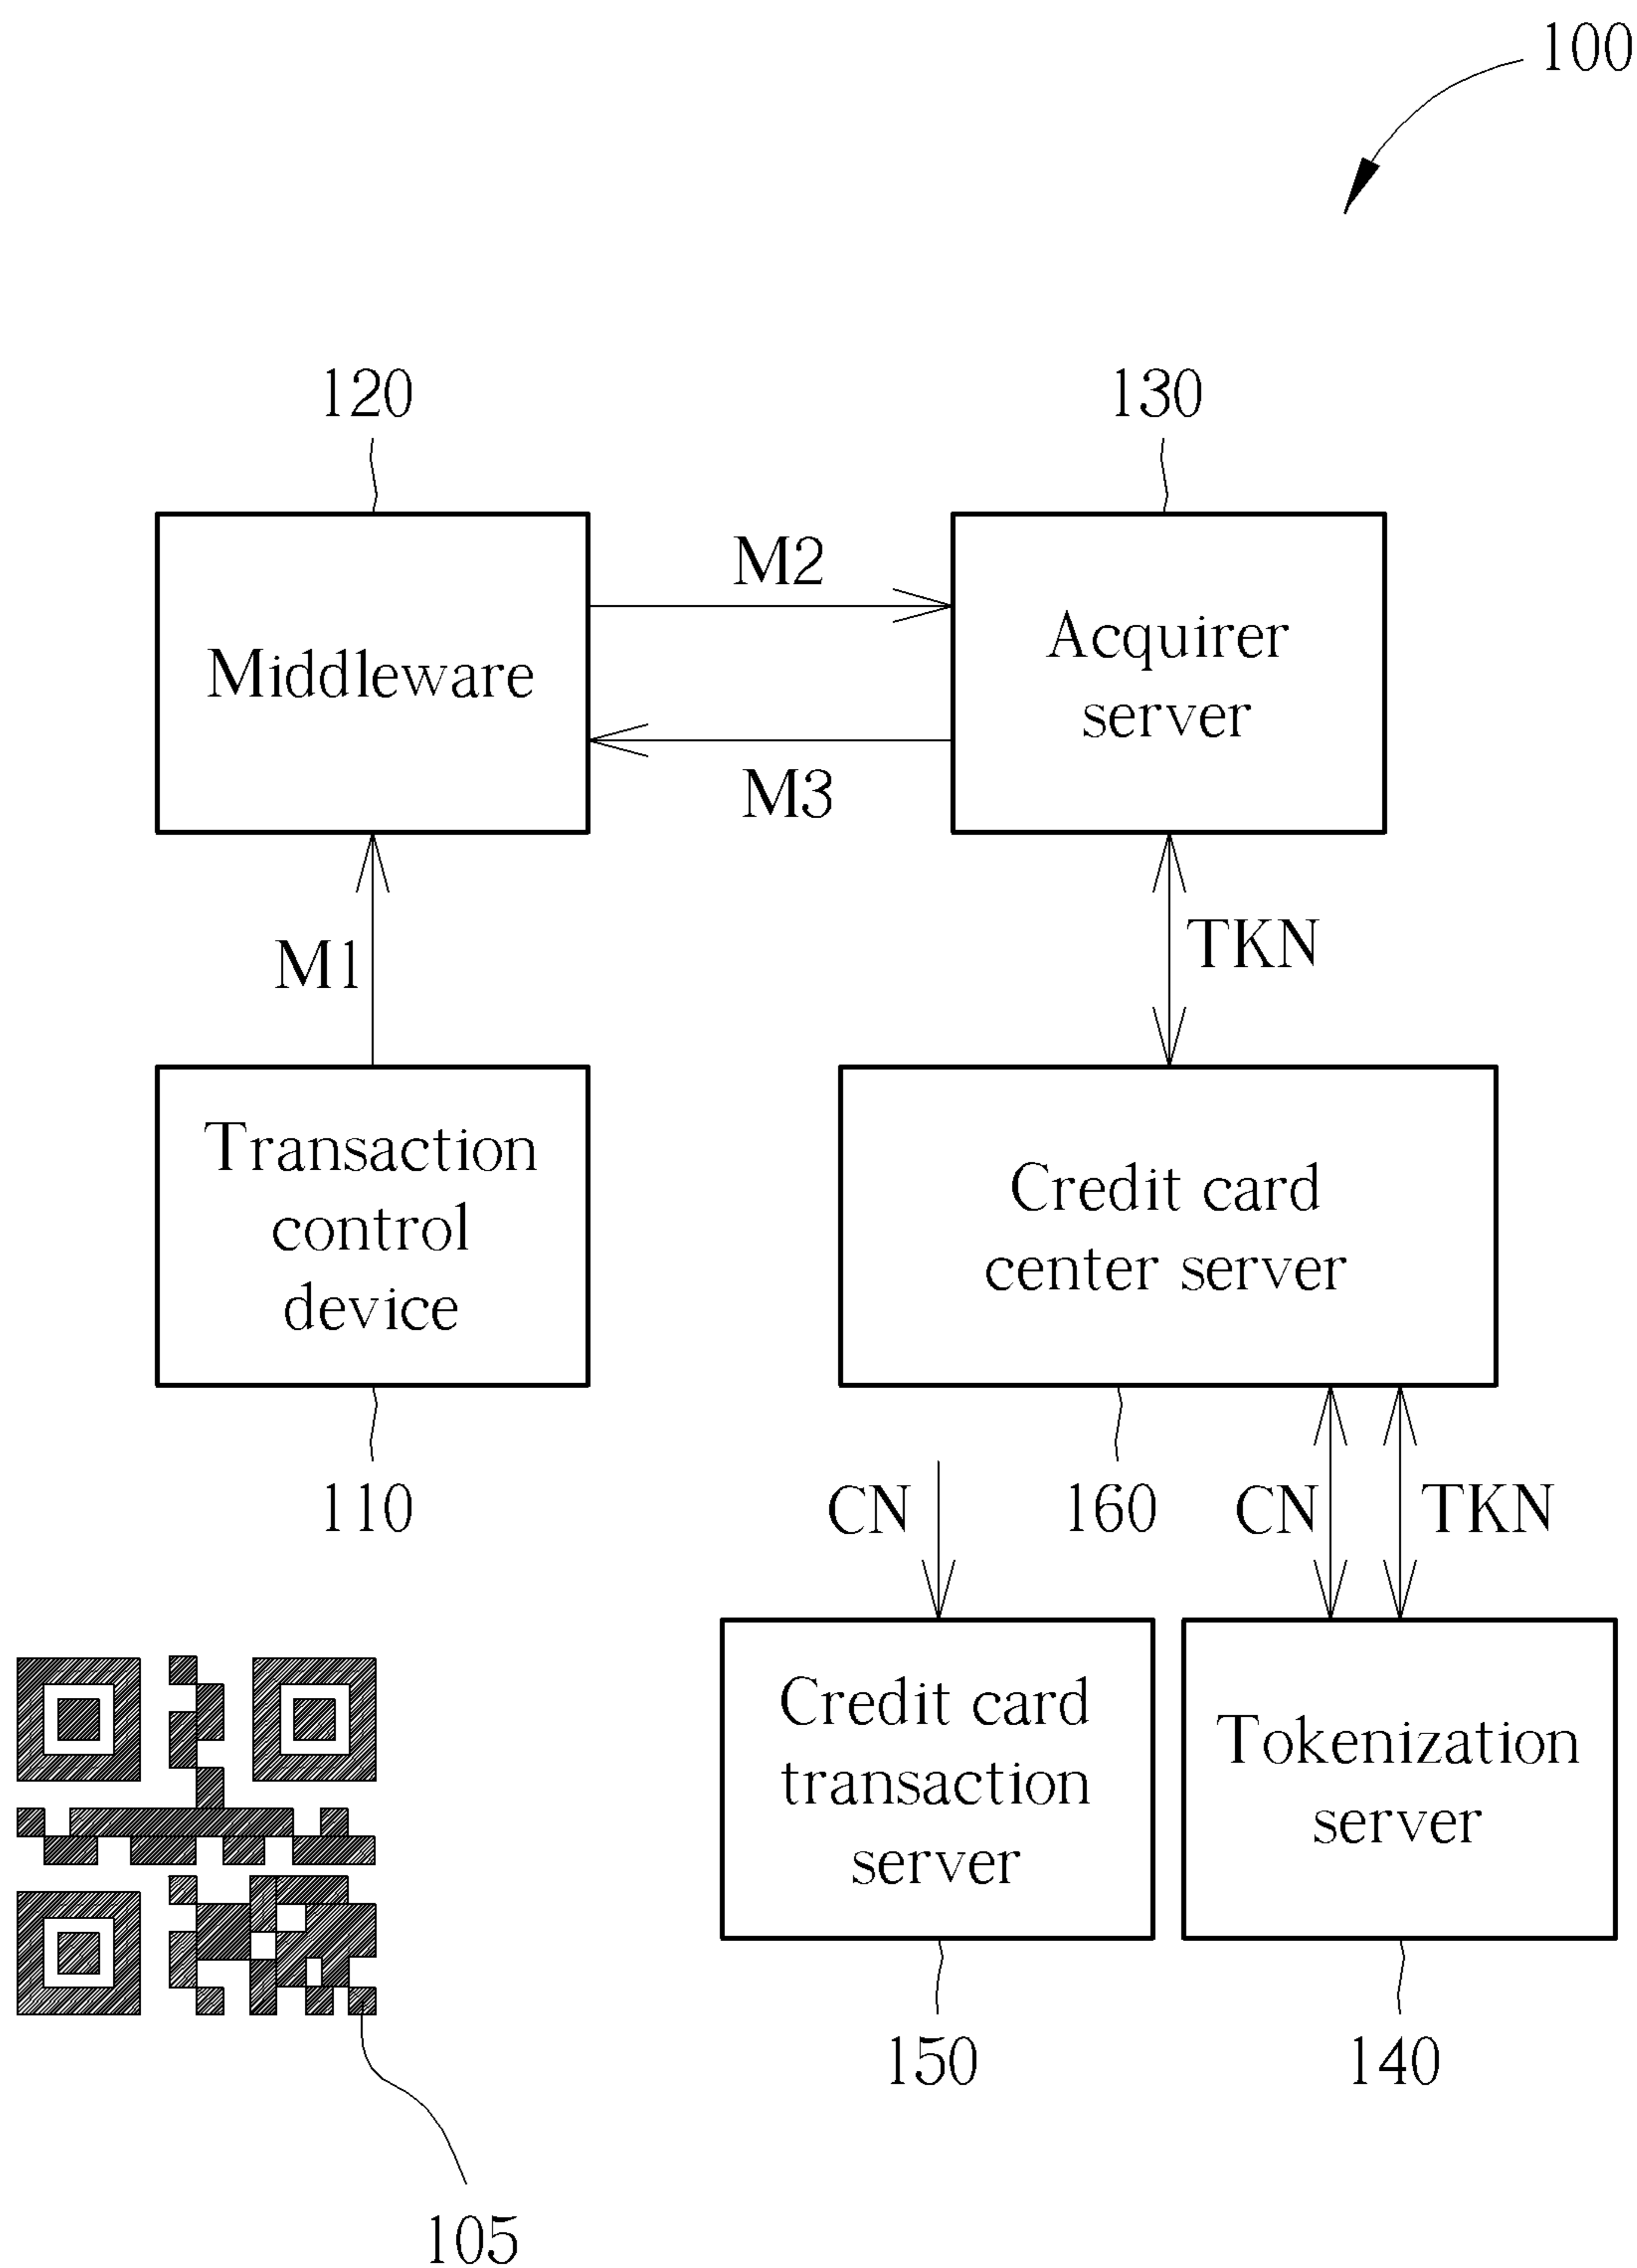 100
120
130
Middleware
M2
Acquirer
server
M3
M1
TKN
Transaction
control
device
Credit card
center server
110
CN
160
CN
TKN
Credit card
transaction
server
Tokenization
server
150
140
105